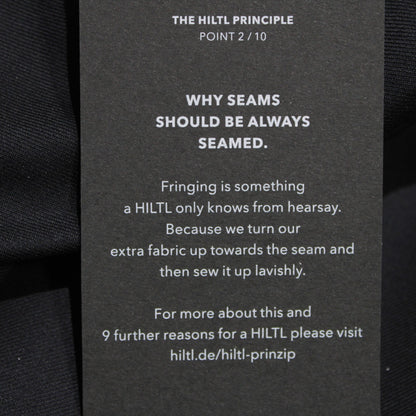 THE HILTL PRINCIPLE
POINT 2 / 10
WHY SEAMS
SHOULD BE ALWAYS
SEAMED.
Fringing is something
a HILTL only knows from hearsay.
Because we turn our
extra fabric up towards the seam and
then sew it up lavishly.
For more about this and
9 further reasons for a HILTL please visit
hiltl.de/hiltl-prinzip